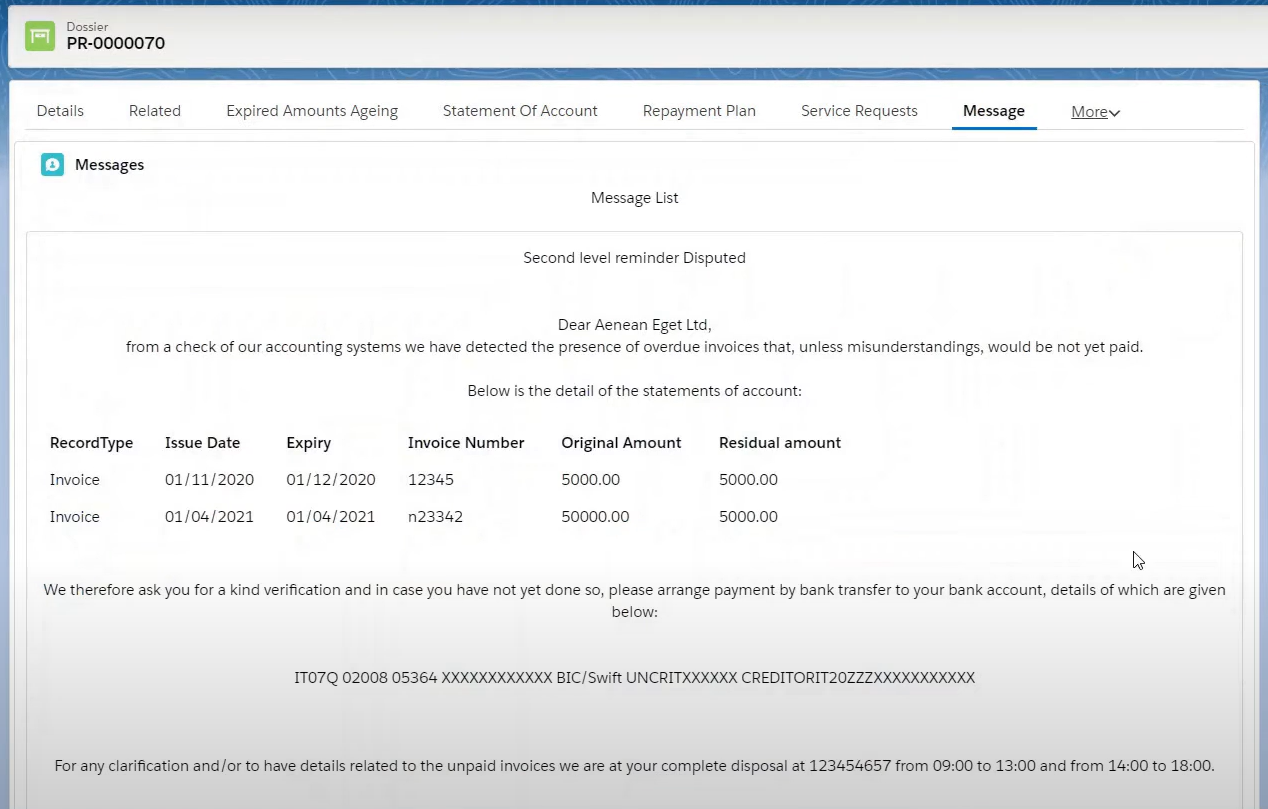 Dossier
PR-0000070
Details Related Expired Amounts Ageing Statement Of Account Repayment Plan Service Requests Message More
Messages
Message List
Second level reminder Disputed
Dear Aenean Eget Ltd,
from a check of our accounting systems we have detected the presence of overdue invoices that, unless misunderstandings, would be not yet paid.
Below is the detail of the statements of account:
RecordType Issue Date Expiry Invoice Number Original Amount Residual amount
Invoice 01/11/2020 01/12/2020 12345 5000.00 5000.00
Invoice 01/04/2021 01/04/2021 n23342 50000.00 5000.00
We therefore ask you for a kind verification and in case you have not yet done so, please arrange payment by bank transfer to your bank account, details of which are given
below:
IT07Q 02008 05364 XXXXXXXXXXXX BIC/Swift UNCRITXXXXXX CREDITORIT20ZZZXXXXXXXXXXX
For any clarification and/or to have details related to the unpaid invoices we are at your complete disposal at 123454657 from 09:00 to 13:00 and from 14:00 to 18:00.